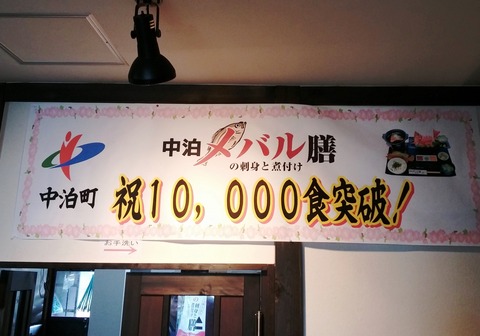 中泊メバル膳
の刺身と煮付け
中泊町
祝10,000食突破!
お手洗い